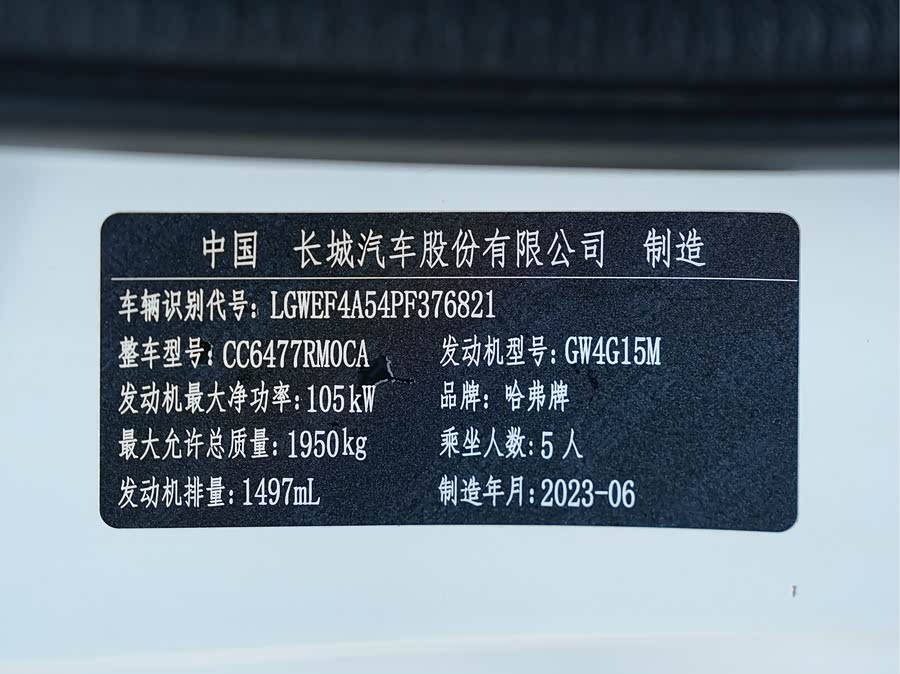 中国 长城汽车股份有限公司 制造
车辆识别代号: LGWEF4A54PF376821
整车型号: CC6477RM0CA 发动机型号: GW4G15M
发动机最大净功率: 105kW 品牌: 哈弗牌
最大允许总质量: 1950kg 乘坐人数: 5 人
发动机排量: 1497mL 制造年月: 2023-06